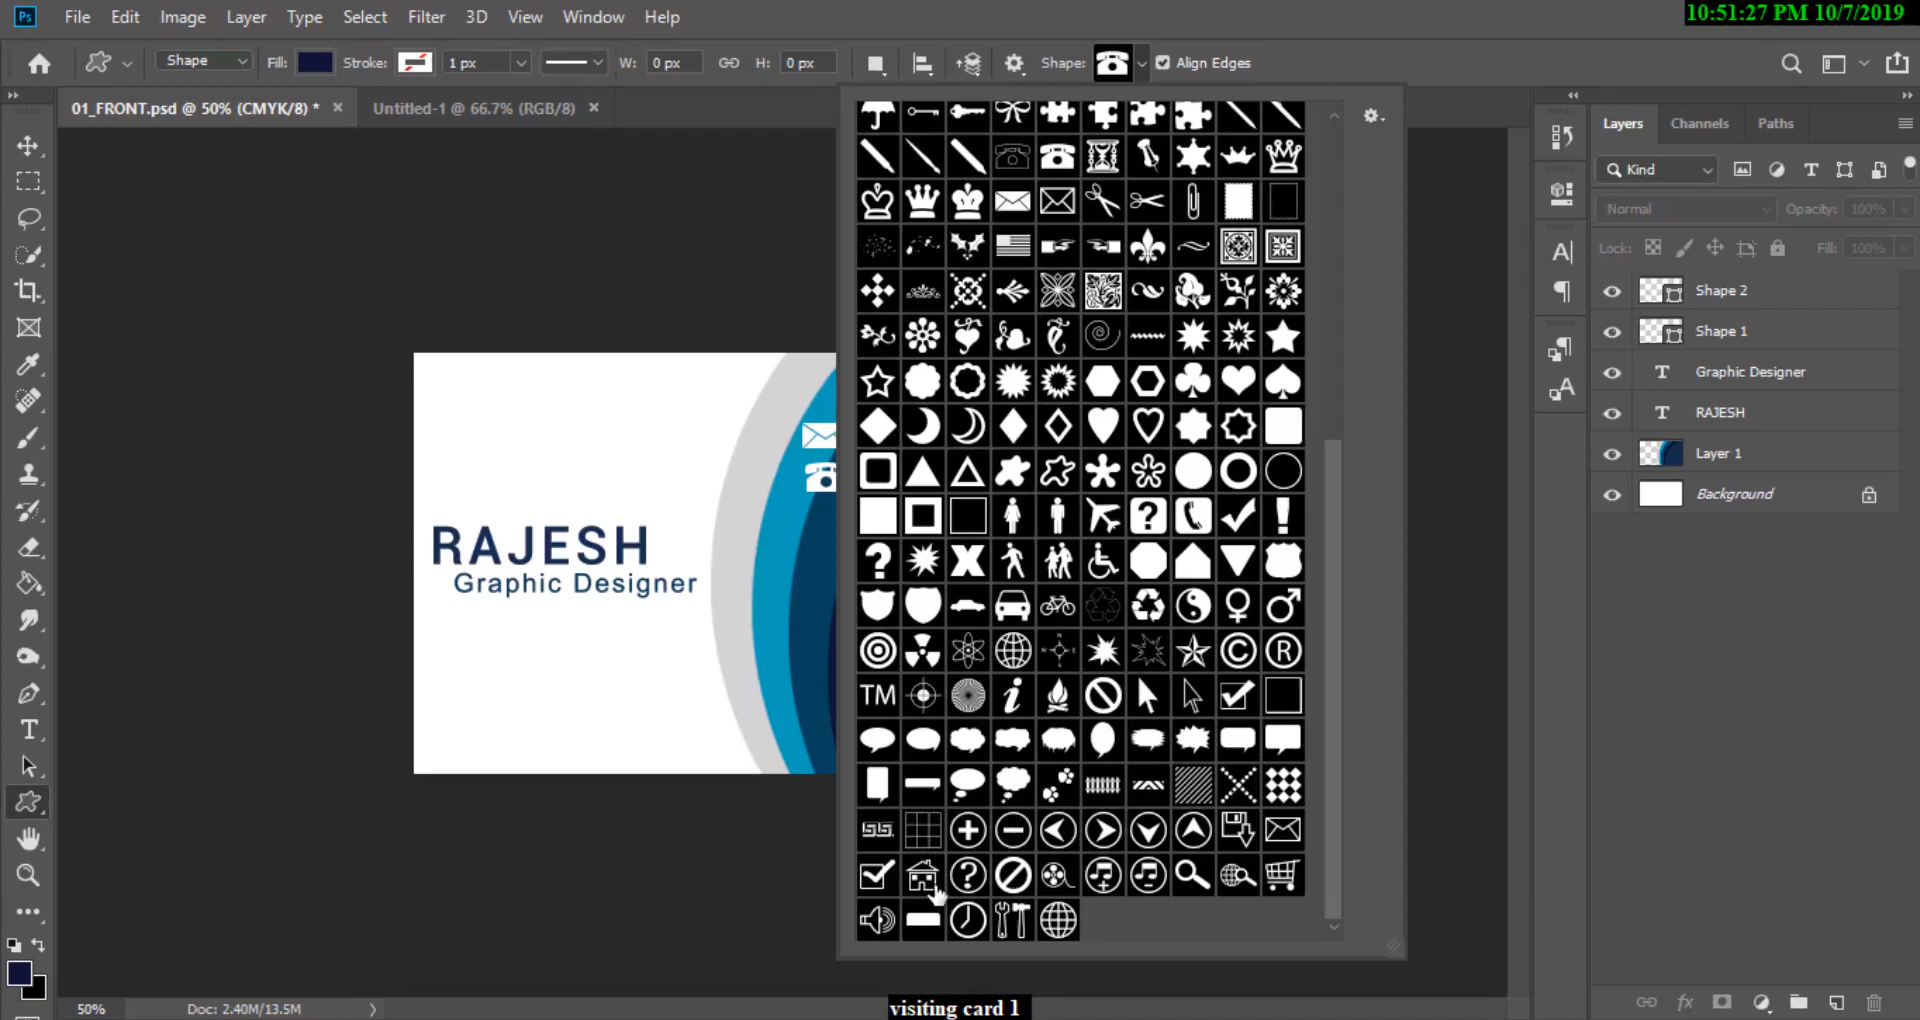 Ps File Edit Image Layer Type Select Filter 3D View Window Help
10:51:27 PM 10/7/2019
Shape Fill: Stroke: 1 px W: 0 px H: 0 px Shape: Align Edges
01_FRONT.psd @ 50% (CMYK/8) * × Untitled-1 @ 66.7% (RGB/8) ×
Layers Channels Paths
Kind
Normal Opacity: 100%
Lock: Fill: 100%
Shape 2
Shape 1
Graphic Designer
RAJESH
Layer 1
Background
RAJESH
Graphic Designer
TM
50% Doc: 2.40M/13.5M
visiting card 1